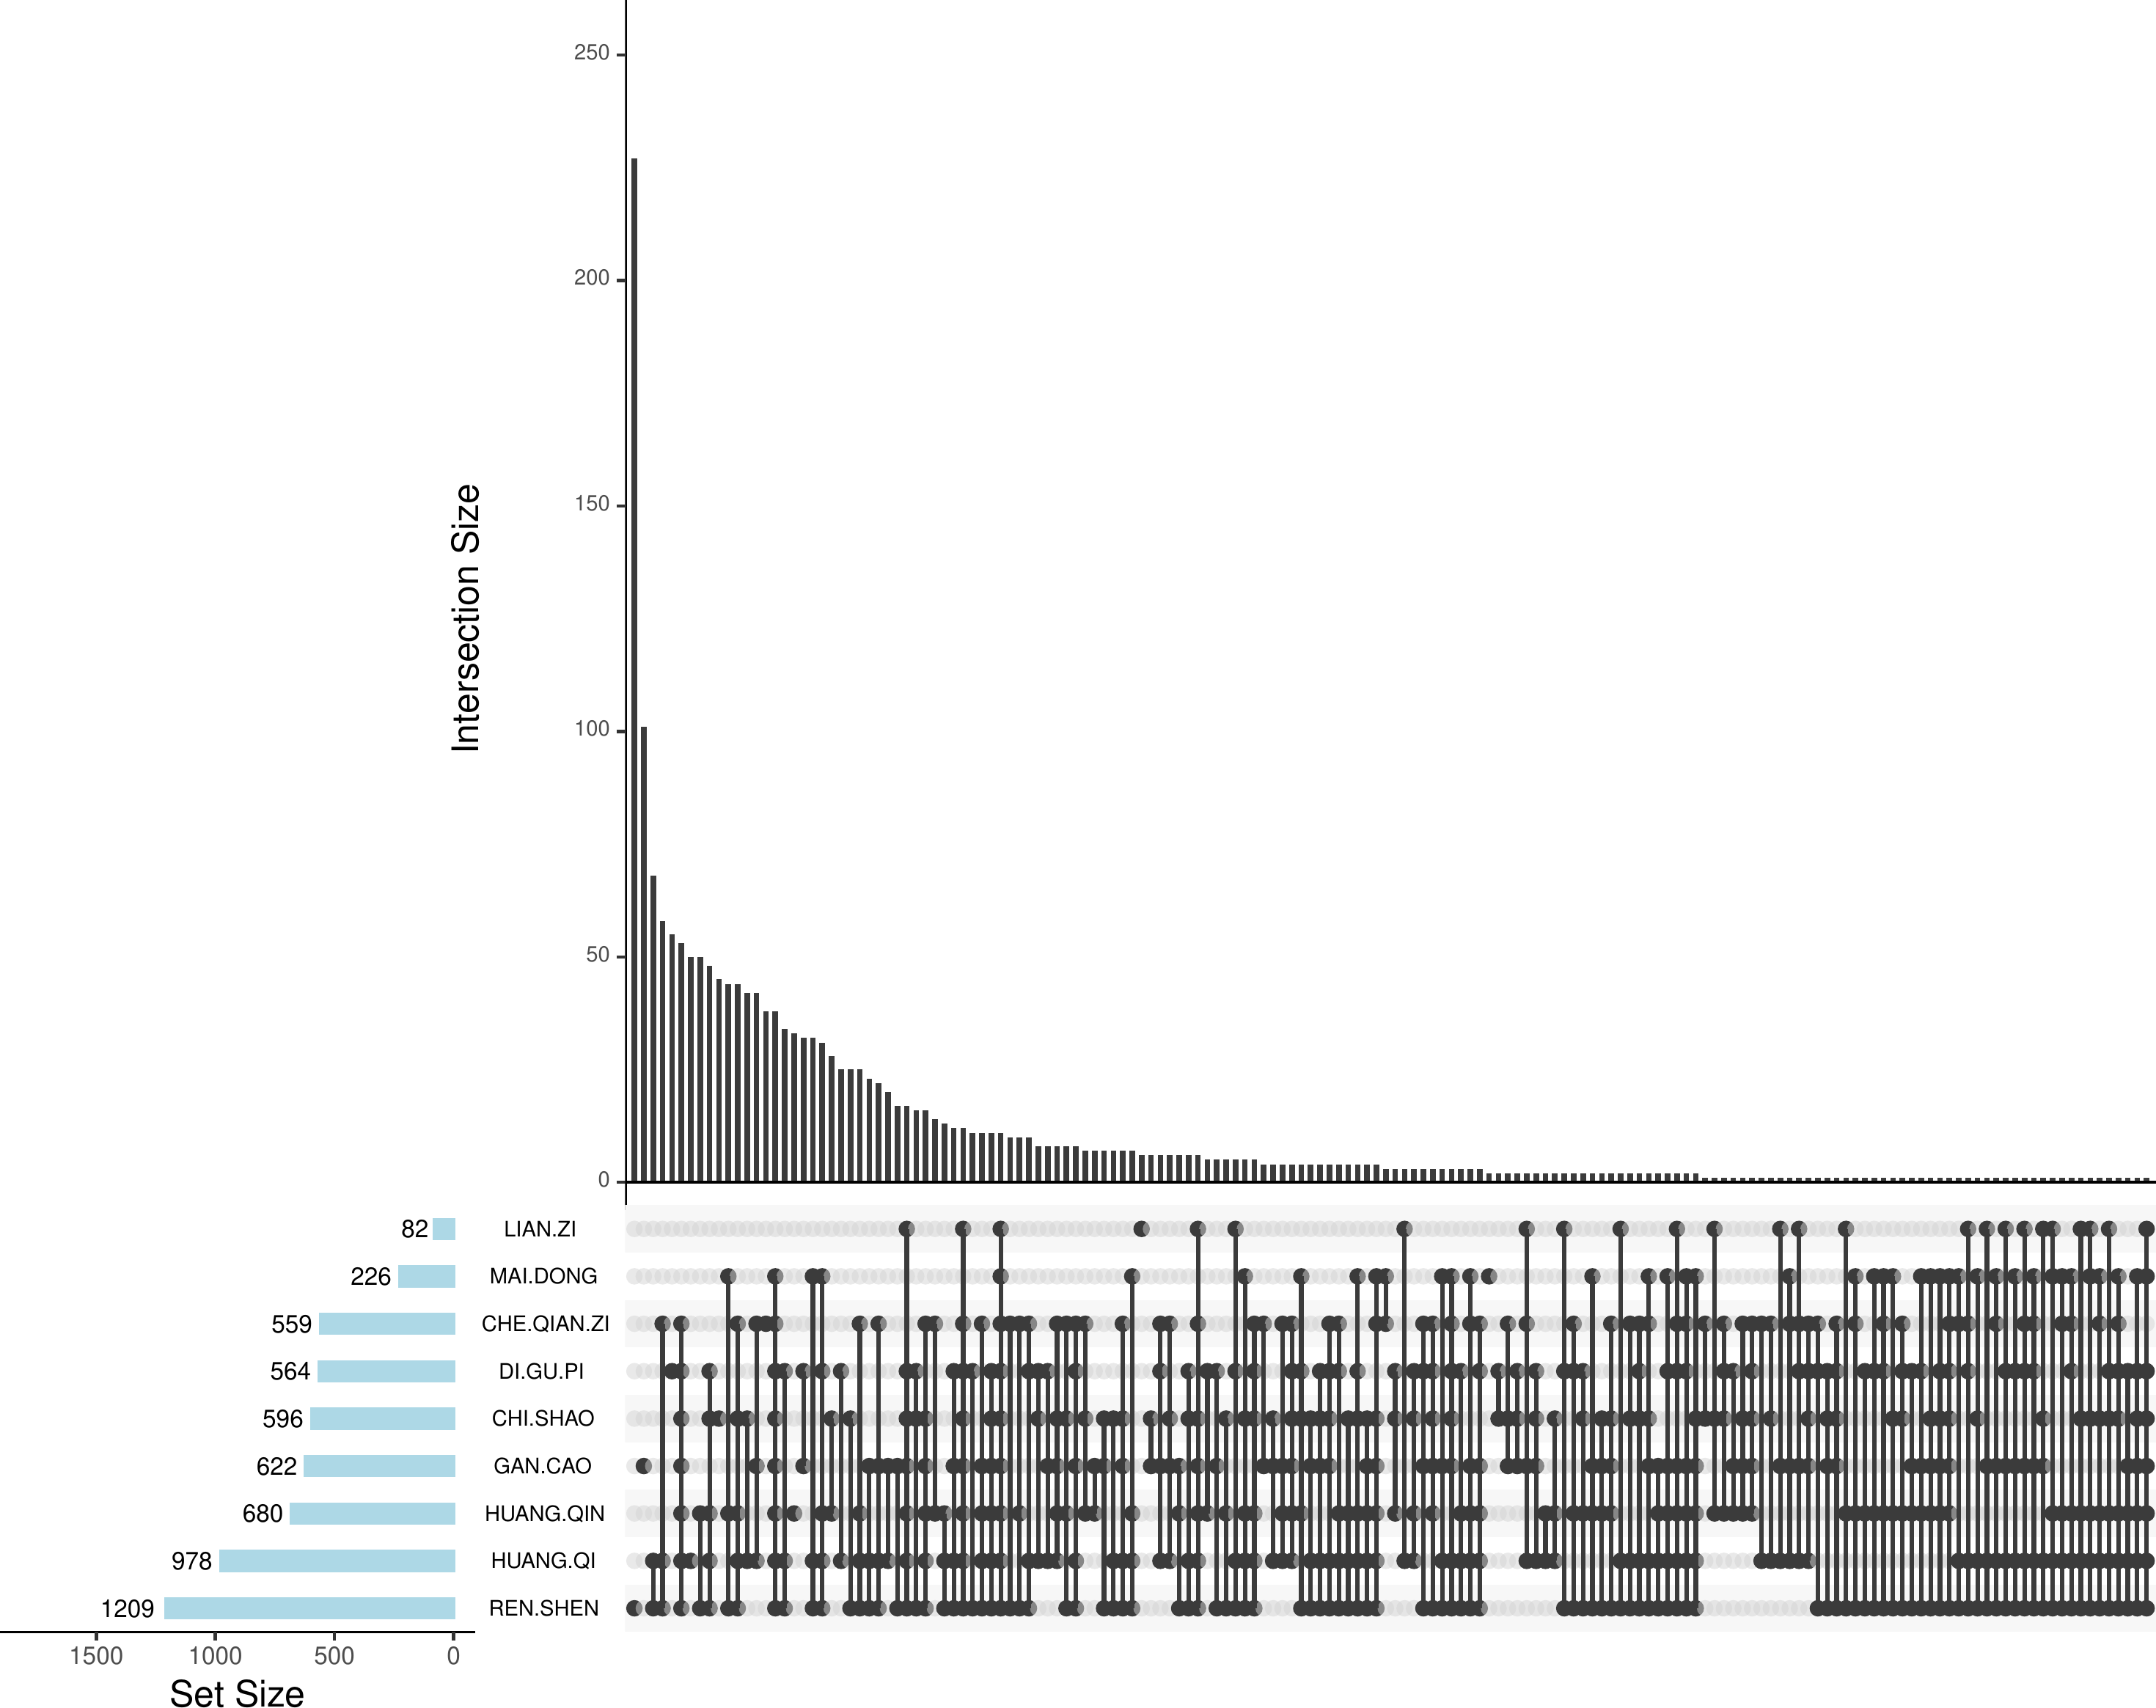 250
200
150
100
50
0
Intersection Size
82 LIAN.ZI
226 MAI.DONG
559 CHE.QIAN.ZI
564 DI.GU.PI
596 CHI.SHAO
622 GAN.CAO
680 HUANG.QIN
978 HUANG.QI
1209 REN.SHEN
1500 1000 500 0
Set Size